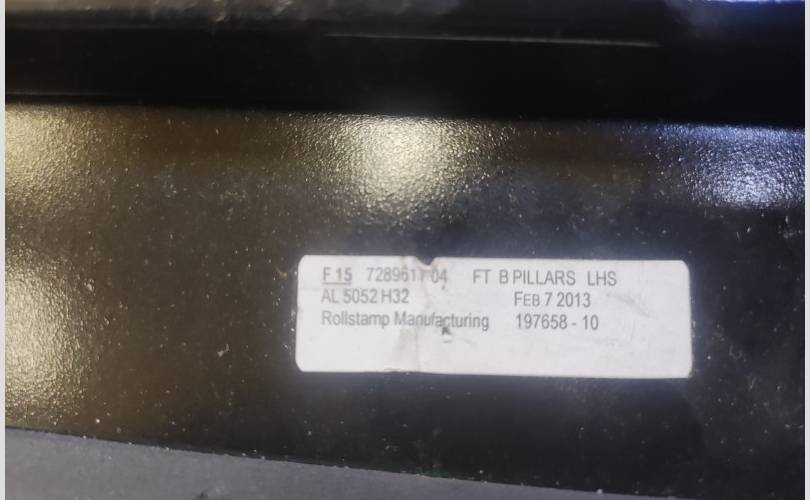 F 15 7289617 04 FT B PILLARS LHS
AL 5052 H32 FEB 7 2013
Rollstamp Manufacturing 197658 - 10